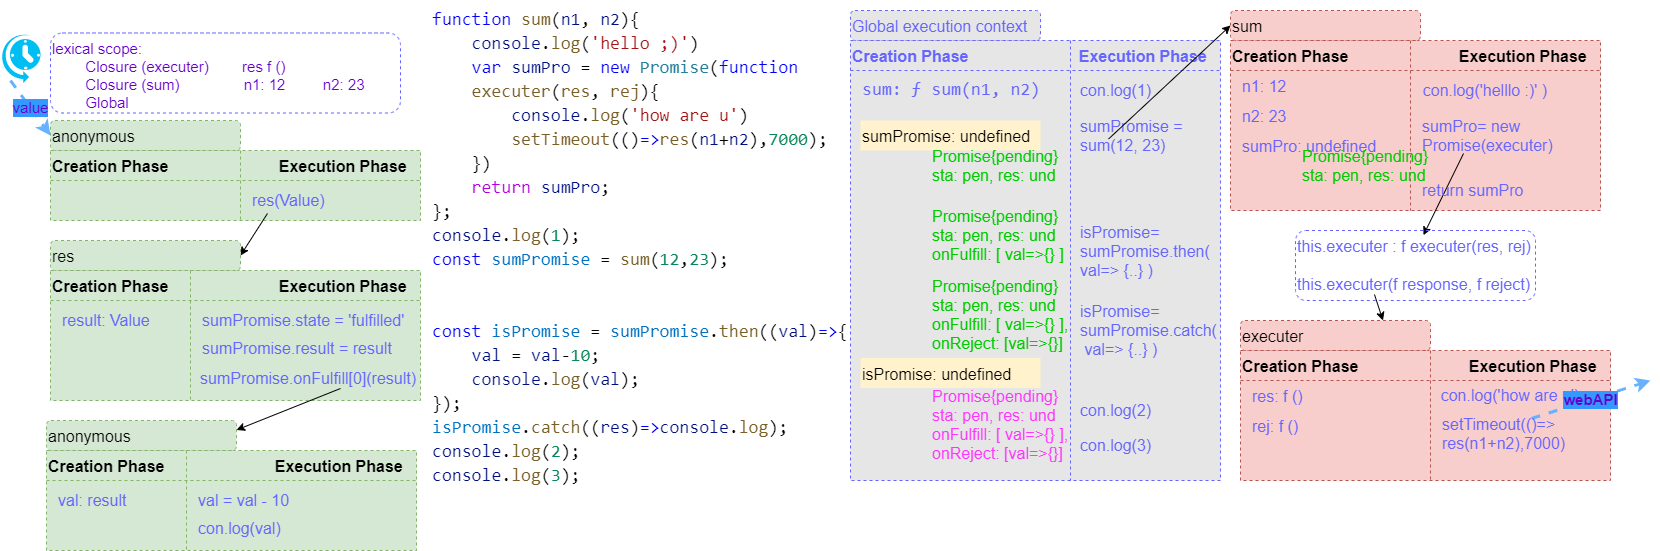 lexical scope:
Closure (executer) res f ()
Closure (sum) n1: 12 n2: 23
Global
value
anonymous
Creation Phase Execution Phase
res(Value)
res
Creation Phase Execution Phase
result: Value sumPromise.state = 'fulfilled'
sumPromise.result = result
sumPromise.onFulfill[0](result)
anonymous
Creation Phase Execution Phase
val: result val = val - 10
con.log(val)
function sum(n1, n2){
console.log('hello ;)')
var sumPro = new Promise(function
executer(res, rej){
console.log('how are u')
setTimeout(()=>res(n1+n2),7000);
})
return sumPro;
};
console.log(1);
const sumPromise = sum(12,23);
const isPromise = sumPromise.then((val)=>{
val = val-10;
console.log(val);
});
isPromise.catch((res)=>console.log);
console.log(2);
console.log(3);
Global execution context
Creation Phase Execution Phase
sum: ƒ sum(n1, n2) con.log(1)
sumPromise: undefined
sumPromise =
sum(12, 23)
Promise{pending}
sta: pen, res: und
Promise{pending}
sta: pen, res: und
onFulfill: [ val=>{} ]
isPromise=
sumPromise.then(
val=> {..} )
Promise{pending}
sta: pen, res: und
onFulfill: [ val=>{} ],
onReject: [val=>{}]
isPromise=
sumPromise.catch(
val=> {..} )
isPromise: undefined
Promise{pending}
sta: pen, res: und
onFulfill: [ val=>{} ],
onReject: [val=>{}]
con.log(2)
con.log(3)
sum
Creation Phase Execution Phase
n1: 12 con.log('helllo :)' )
n2: 23
sumPro: undefined
sumPro= new
Promise(executer)
Promise{pending}
sta: pen, res: und
return sumPro
this.executer : f executer(res, rej)
this.executer(f response, f reject)
executer
Creation Phase Execution Phase
res: f () con.log('how are
rej: f () setTimeout(()=>
res(n1+n2),7000)
webAPI